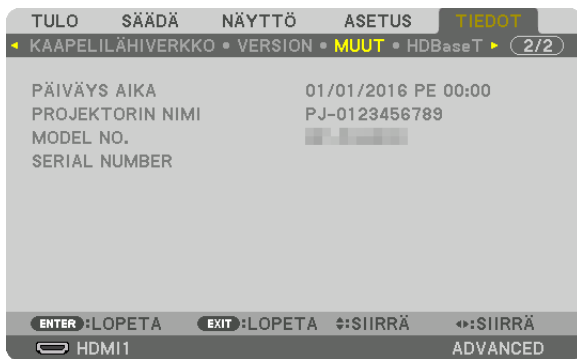 TULO SÄÄDÄ NÄYTTÖ ASETUS TIEDOT
KAAPELILÄHIVERKKO • VERSION • MUUT • HDBaseT 2/2
PÄIVÄYS AIKA 01/01/2016 PE 00:00
PROJEKTORIN NIMI PJ-0123456789
MODEL NO.
SERIAL NUMBER
ENTER :LOPETA EXIT :LOPETA :SIIRRÄ :SIIRRÄ
HDMI1 ADVANCED